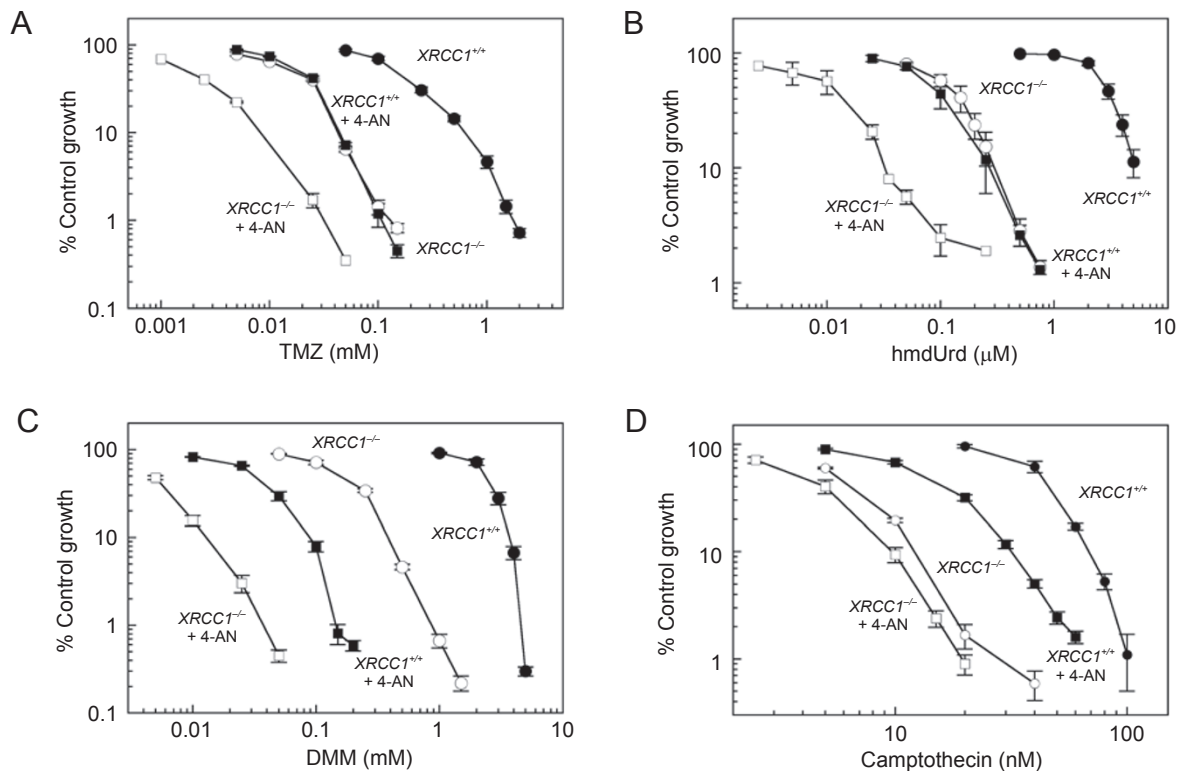 A
% Control growth
100
10
1
0.1
XRCC1+/+
XRCC1+/+
+ 4-AN
XRCC1–/–
+ 4-AN
XRCC1–/–
0.001
0.01
0.1
1
TMZ (mM)
B
% Control growth
100
10
1
XRCC1–/–
XRCC1+/+
XRCC1–/–
+ 4-AN
XRCC1+/+
+ 4-AN
0.01
0.1
1
10
hmdUrd (μM)
C
% Control growth
100
10
1
0.1
XRCC1–/–
XRCC1+/+
XRCC1–/–
+ 4-AN
XRCC1+/+
+ 4-AN
0.01
0.1
1
10
DMM (mM)
D
% Control growth
100
10
1
XRCC1+/+
XRCC1–/–
XRCC1–/–
+ 4-AN
XRCC1+/+
+ 4-AN
10
100
Camptothecin (nM)